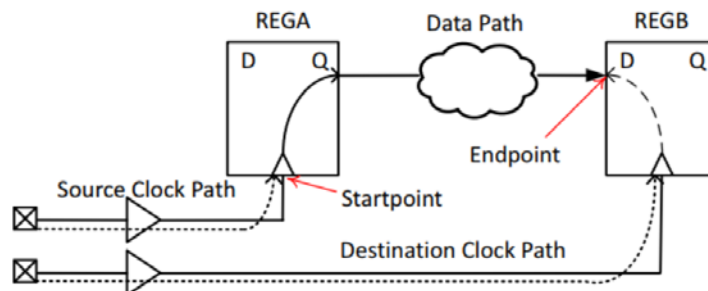 REGA
Data Path
REGB
D
Q
D
Q
Endpoint
Source Clock Path
Startpoint
Destination Clock Path